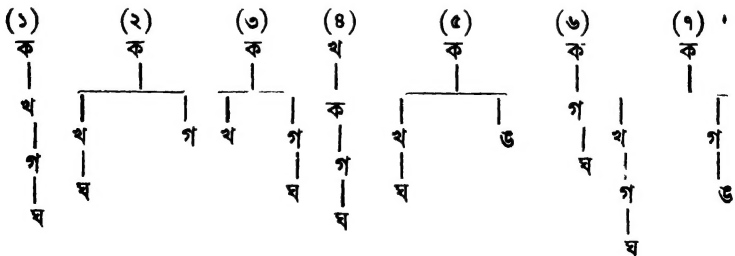 (১) (২) (৩) (৪) (৫) (৬) (৭)
ক ক ক খ ক ক ক
খ ক গ
খ গ খ গ খ ঙ খ গ
গ গ ঘ
ঘ ঘ ঘ গ ঙ
ঘ ঘ ঘ